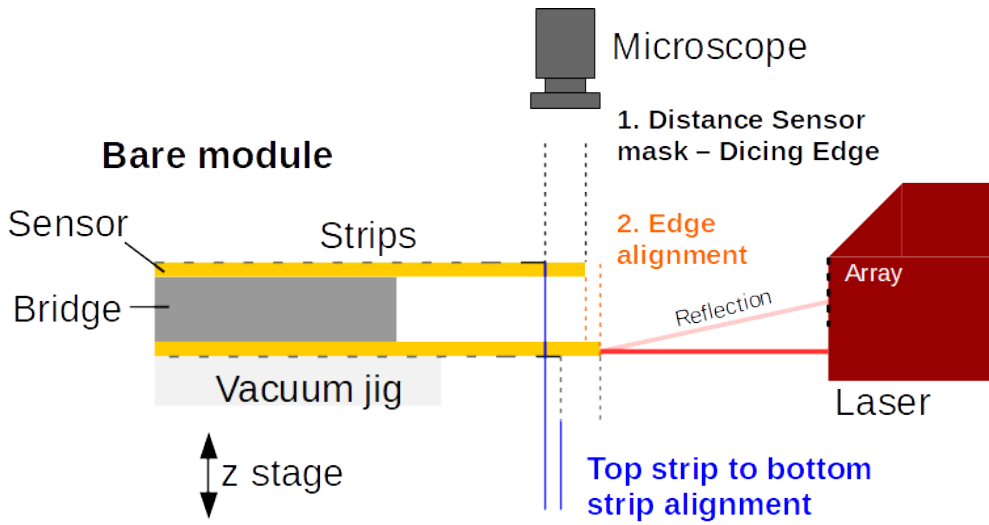 Microscope
1. Distance Sensor
mask – Dicing Edge
Bare module
Sensor
Strips
2. Edge
alignment
Bridge
Array
Reflection
Vacuum jig
Laser
z stage
Top strip to bottom
strip alignment